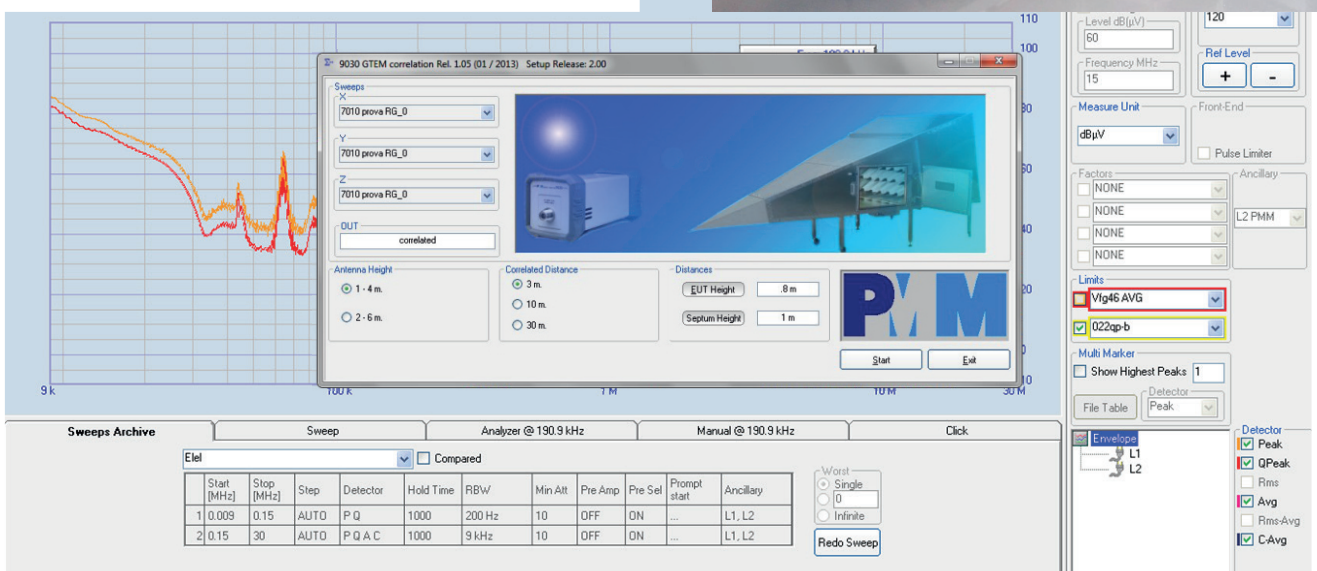 110
100
80
60
40
20
0
10
9 k
100 k
1 M
10 M
30 M
9030 GTEM correlation Rel. 1.05 (01 / 2013) Setup Release: 2.00
Sweeps
X
7010 prova RG_0
Y
7010 prova RG_0
Z
7010 prova RG_0
OUT
correlated
Antenna Height
1 - 4 m.
2 - 6 m.
Correlated Distance
3 m.
10 m.
30 m.
Distances
EUT Height .8 m
Septum Height 1 m
PMM
Start Exit
Level dB(µV)
60
Frequency MHz
15
120
Ref Level
+ -
Measure Unit
dBµV
Front-End
Pulse Limiter
Factors
NONE
NONE
NONE
NONE
Ancillary
L2 PMM
Limits
Vfg46 AVG
022qp-b
Multi Marker
Show Highest Peaks 1
File Table
Detector
Peak
Sweeps Archive Sweep Analyzer @ 190.9 kHz Manual @ 190.9 kHz Click
Elel Compared
Start [MHz] Stop [MHz] Step Detector Hold Time RBW Min Att Pre Amp Pre Sel Prompt start Ancillary
1 0.009 0.15 AUTO P Q 1000 200 Hz 10 OFF ON ... L1, L2
2 0.15 30 AUTO P Q A C 1000 9 kHz 10 OFF ON ... L1, L2
Worst
Single
0
Infinite
Redo Sweep
Envelope
L1
L2
Detector
Peak
QPeak
Rms
Avg
Rms-Avg
C-Avg